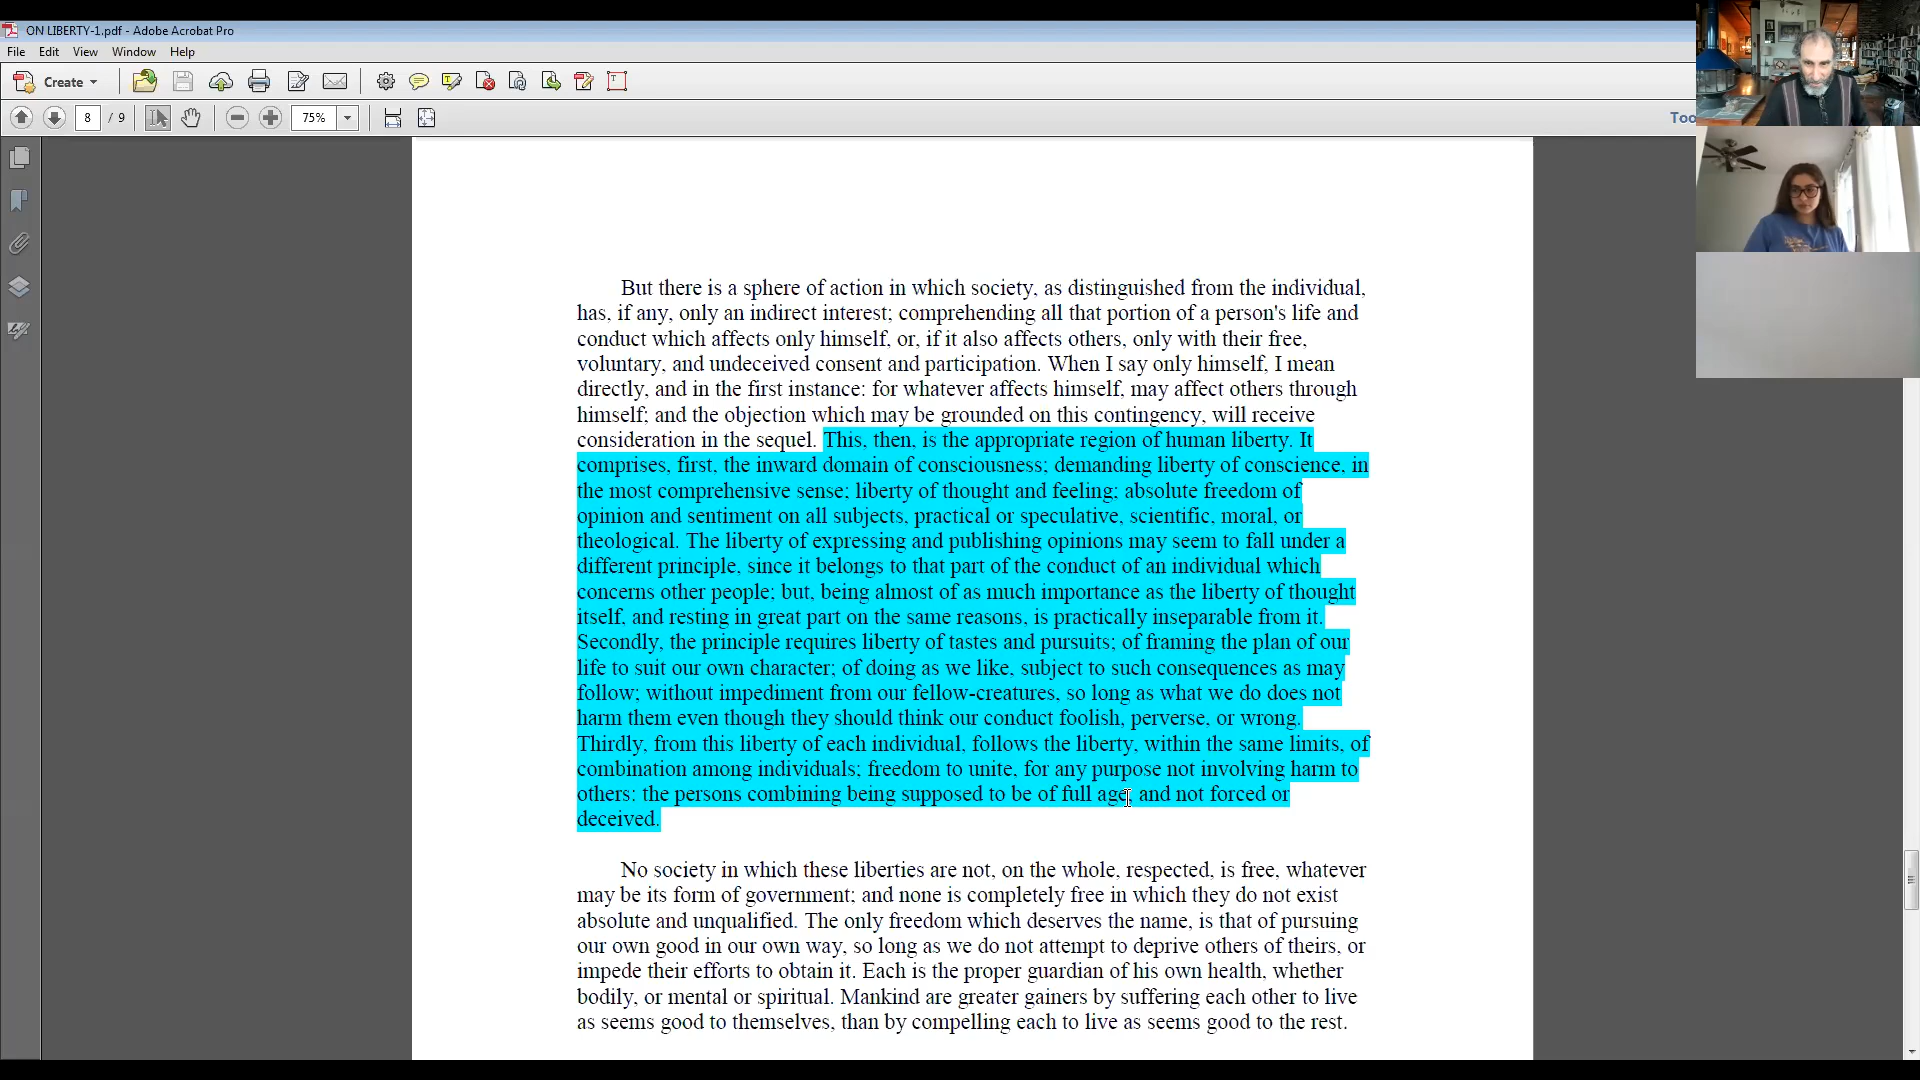 ON LIBERTY-1.pdf - Adobe Acrobat Pro
File Edit View Window Help
Create
8 / 9 75%
Too
But there is a sphere of action in which society, as distinguished from the individual,
has, if any, only an indirect interest; comprehending all that portion of a person's life and
conduct which affects only himself, or, if it also affects others, only with their free,
voluntary, and undeceived consent and participation. When I say only himself, I mean
directly, and in the first instance: for whatever affects himself, may affect others through
himself; and the objection which may be grounded on this contingency, will receive
consideration in the sequel. This, then, is the appropriate region of human liberty. It
comprises, first, the inward domain of consciousness; demanding liberty of conscience, in
the most comprehensive sense; liberty of thought and feeling; absolute freedom of
opinion and sentiment on all subjects, practical or speculative, scientific, moral, or
theological. The liberty of expressing and publishing opinions may seem to fall under a
different principle, since it belongs to that part of the conduct of an individual which
concerns other people; but, being almost of as much importance as the liberty of thought
itself, and resting in great part on the same reasons, is practically inseparable from it.
Secondly, the principle requires liberty of tastes and pursuits; of framing the plan of our
life to suit our own character; of doing as we like, subject to such consequences as may
follow; without impediment from our fellow-creatures, so long as what we do does not
harm them even though they should think our conduct foolish, perverse, or wrong.
Thirdly, from this liberty of each individual, follows the liberty, within the same limits, of
combination among individuals; freedom to unite, for any purpose not involving harm to
others: the persons combining being supposed to be of full age, and not forced or
deceived.
No society in which these liberties are not, on the whole, respected, is free, whatever
may be its form of government; and none is completely free in which they do not exist
absolute and unqualified. The only freedom which deserves the name, is that of pursuing
our own good in our own way, so long as we do not attempt to deprive others of theirs, or
impede their efforts to obtain it. Each is the proper guardian of his own health, whether
bodily, or mental or spiritual. Mankind are greater gainers by suffering each other to live
as seems good to themselves, than by compelling each to live as seems good to the rest.